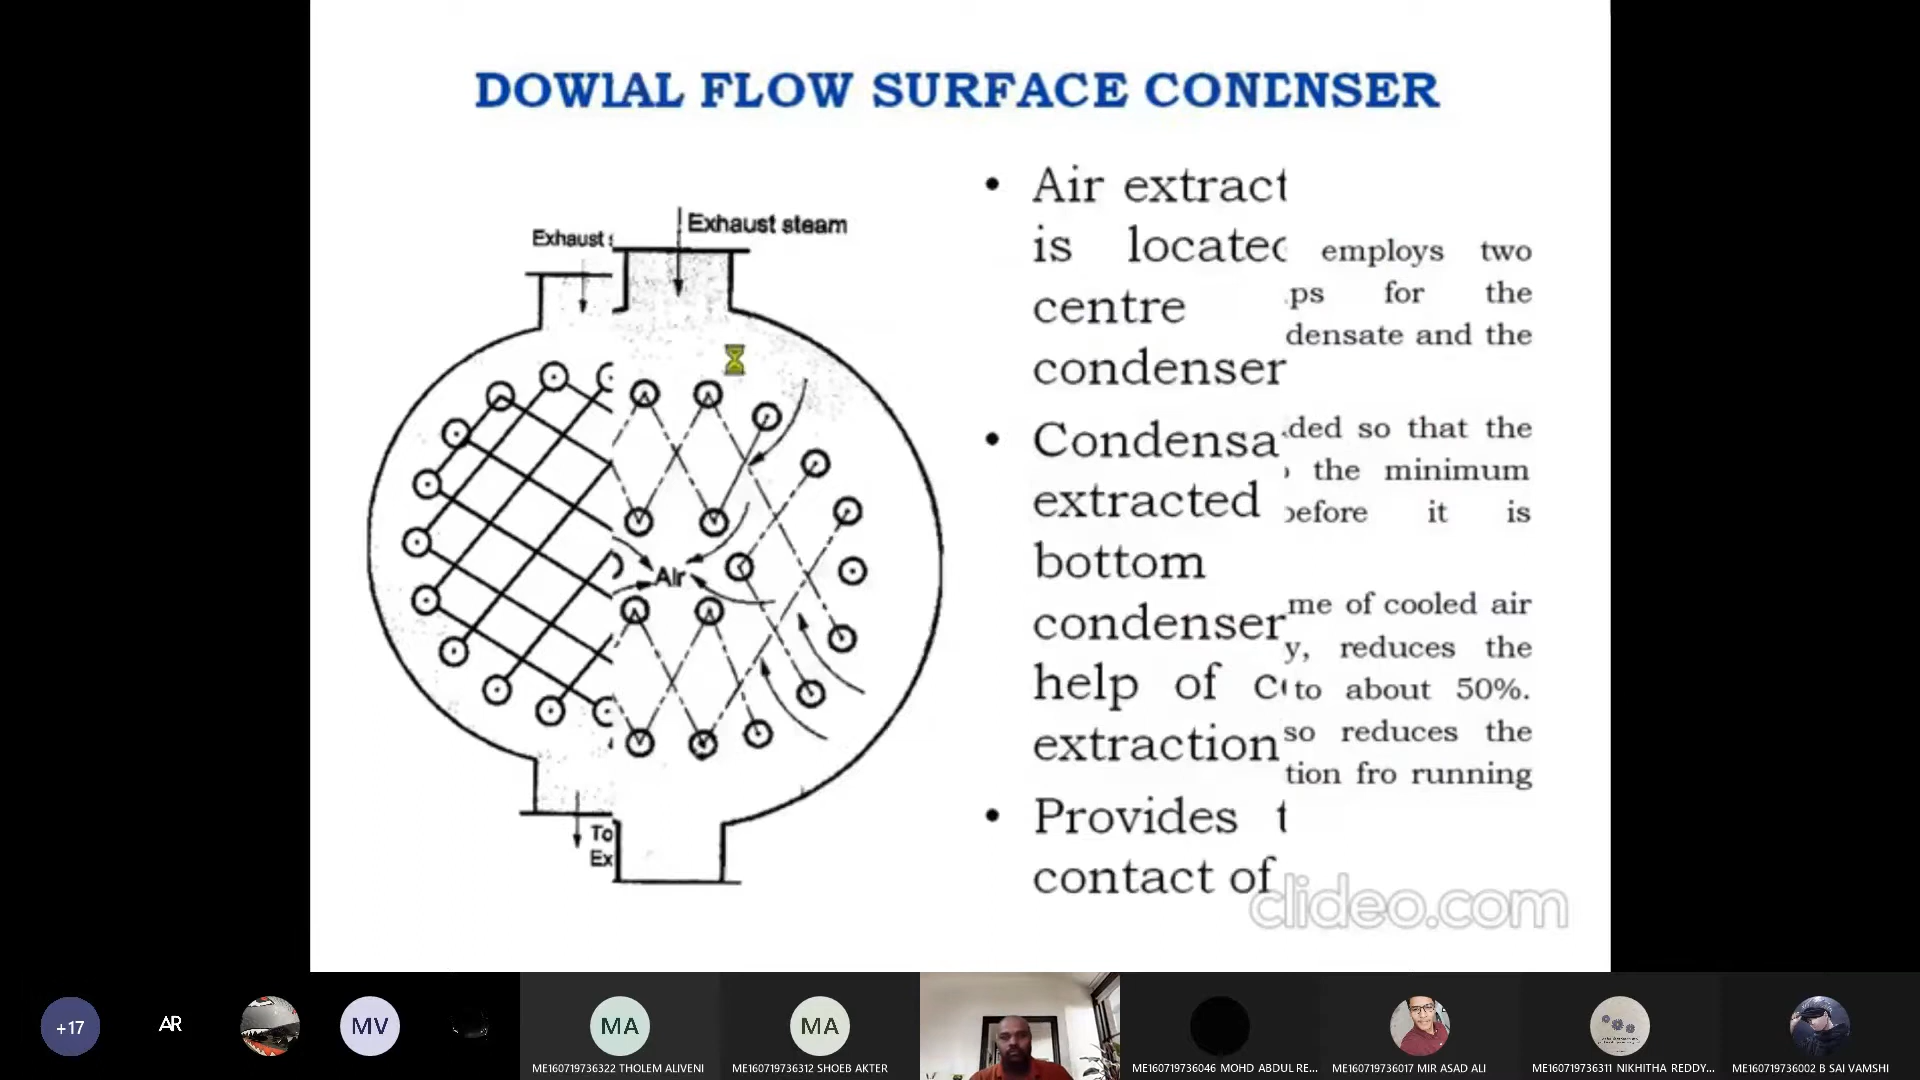 DOWIAL FLOW SURFACE CONDENSER
Exhaust steam
Exhaust
Air
To
Ex
• Air extract
is located
centre
condenser
• Condensa
extracted
bottom
condenser
help of c
extraction
• Provides t
contact of
employs two
ps for the
densate and the
ded so that the
the minimum
before it is
me of cooled air
y, reduces the
to about 50%.
so reduces the
tion fro running
clideo.com
+17
AR
MV
MA
MA
ME160719736322 THOLEM ALIVENI
ME160719736312 SHOEB AKTER
ME160719736046 MOHD ABDUL RE...
ME160719736017 MIR ASAD ALI
ME160719736311 NIKHITHA REDDY...
ME160719736002 B SAI VAMSHI